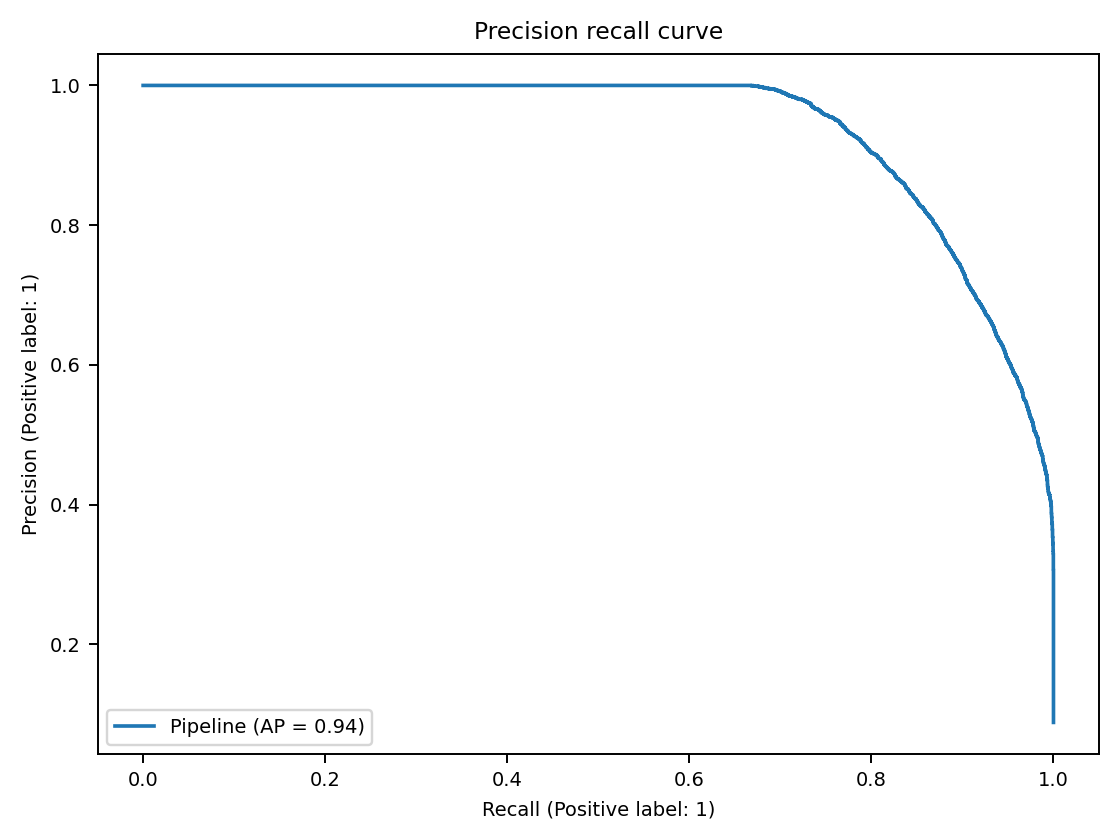 Precision recall curve
1.0
0.8
0.6
0.4
0.2
Precision (Positive label: 1)
Pipeline (AP = 0.94)
0.0 0.2 0.4 0.6 0.8 1.0
Recall (Positive label: 1)